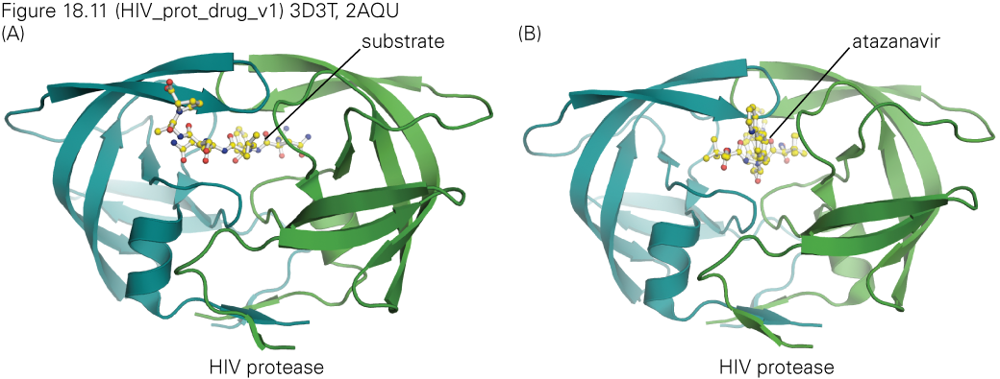 Figure 18.11 (HIV_prot_drug_v1) 3D3T, 2AQU
(A)
substrate
(B)
atazanavir
HIV protease
HIV protease